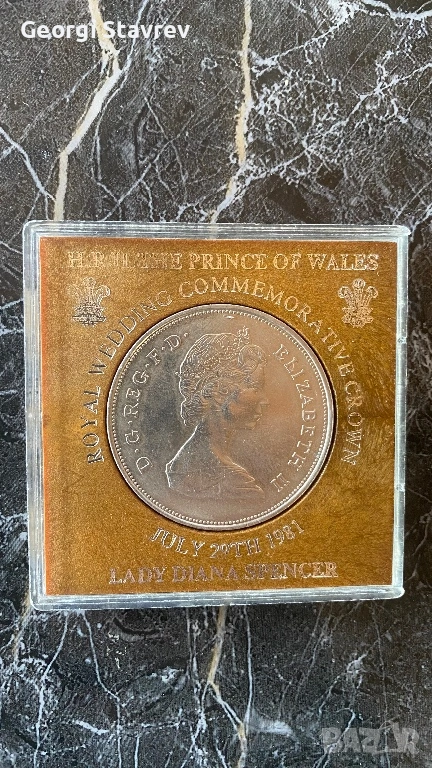 Georgi Stavrev
H.R.H. THE PRINCE OF WALES
ROYAL WEDDING COMMEMORATIVE CROWN
D·G·REG·F·D· ELIZABETH II
JULY 29TH 1981
LADY DIANA SPENCER
BAZAR